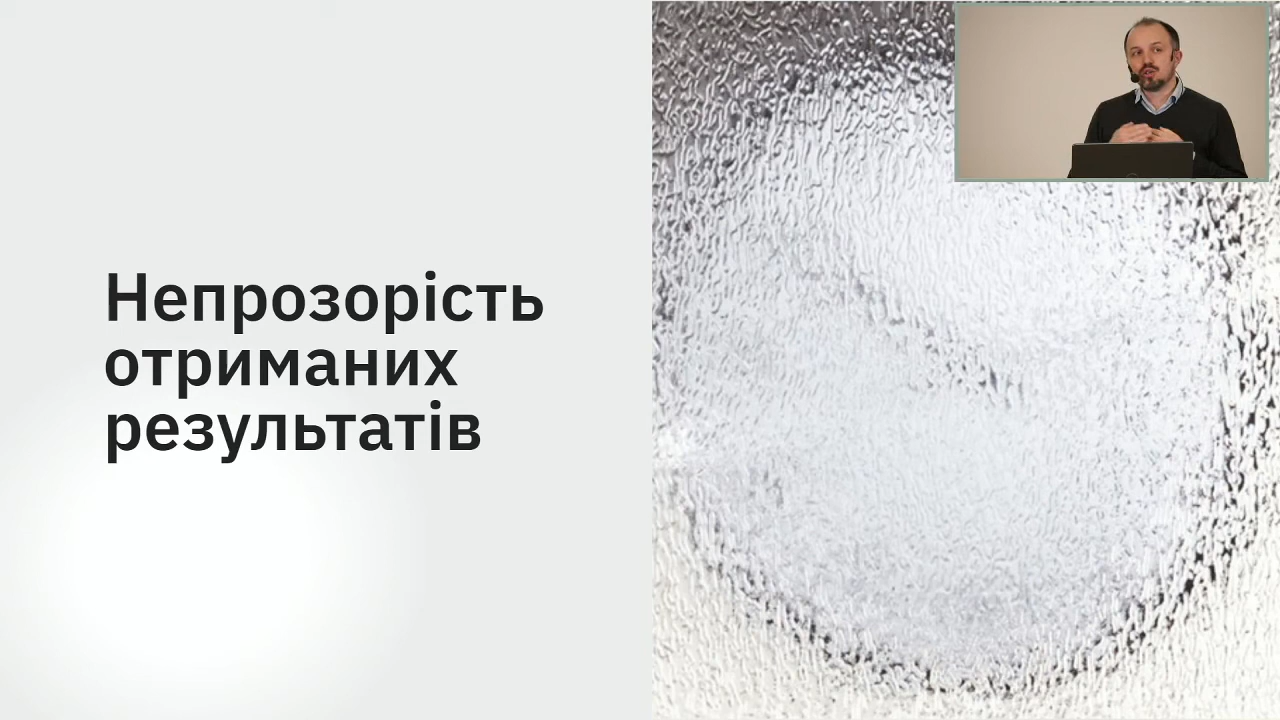 Непрозорість
отриманих
результатів